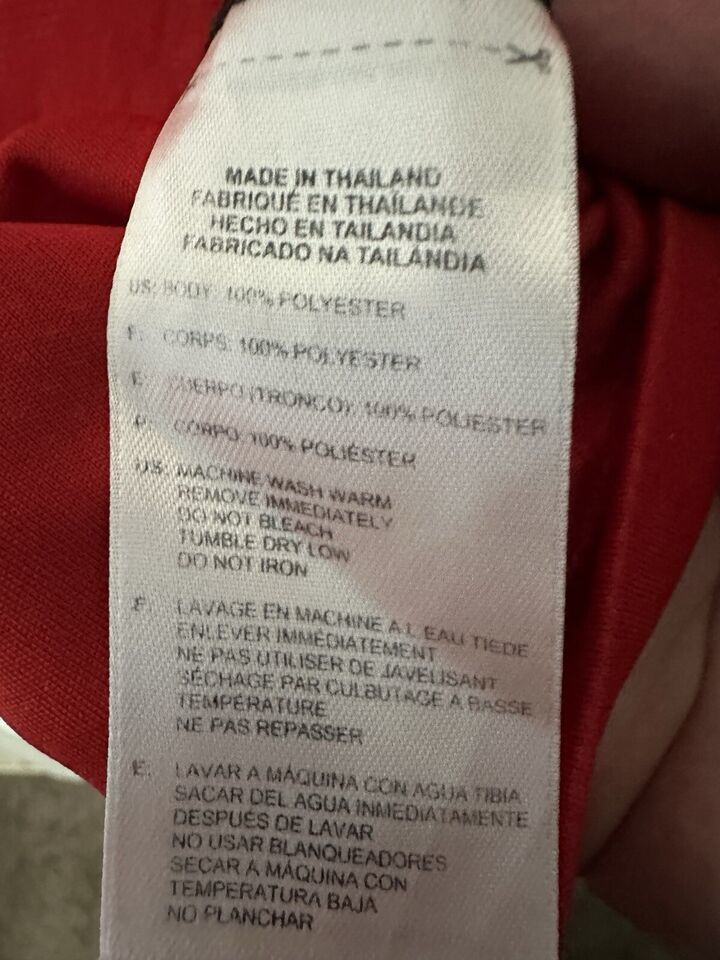 MADE IN THAILAND
FABRIQUÉ EN THAÏLANDE
HECHO EN TAILANDIA
FABRICADO NA TAILÂNDIA
US: BODY: 100% POLYESTER
F: CORPS: 100% POLYESTER
E: CUERPO (TRONCO): 100% POLIESTER
P: CORPO: 100% POLIÉSTER
US: MACHINE WASH WARM
REMOVE IMMEDIATELY
DO NOT BLEACH
TUMBLE DRY LOW
DO NOT IRON
F: LAVAGE EN MACHINE A L EAU TIEDE
ENLEVER IMMÉDIATEMENT
NE PAS UTILISER DE JAVELISANT
SÉCHAGE PAR CULBUTAGE A BASSE
TEMPÉRATURE
NE PAS REPASSER
E: LAVAR A MÁQUINA CON AGUA TIBIA
SACAR DEL AGUA INMEDIATAMENTE
DESPUÉS DE LAVAR
NO USAR BLANQUEADORES
SECAR A MÁQUINA CON
TEMPERATURA BAJA
NO PLANCHAR